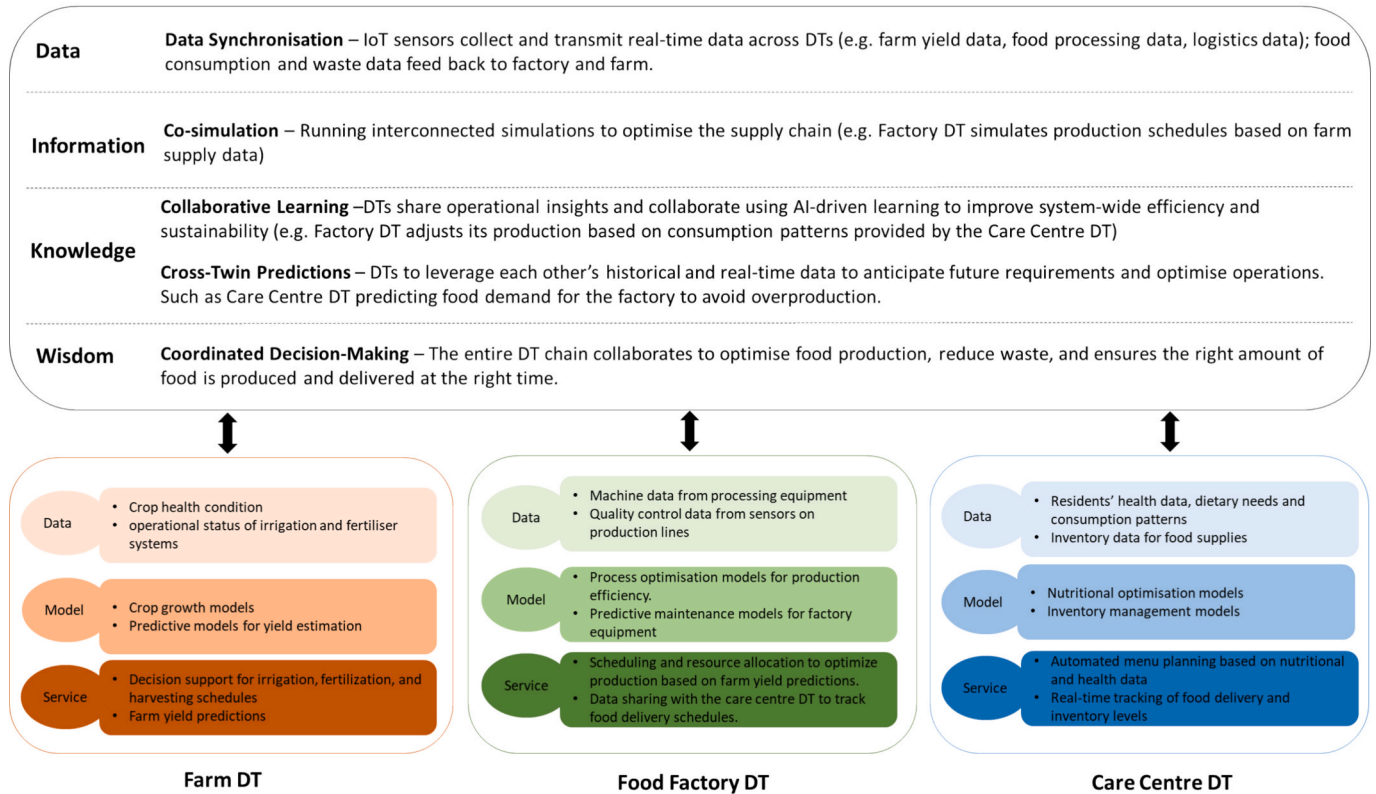 Data
Data Synchronisation – IoT sensors collect and transmit real-time data across DTs (e.g. farm yield data, food processing data, logistics data); food
consumption and waste data feed back to factory and farm.
Information
Co-simulation – Running interconnected simulations to optimise the supply chain (e.g. Factory DT simulates production schedules based on farm
supply data)
Knowledge
Collaborative Learning –DTs share operational insights and collaborate using AI-driven learning to improve system-wide efficiency and
sustainability (e.g. Factory DT adjusts its production based on consumption patterns provided by the Care Centre DT)
Cross-Twin Predictions – DTs to leverage each other's historical and real-time data to anticipate future requirements and optimise operations.
Such as Care Centre DT predicting food demand for the factory to avoid overproduction.
Wisdom
Coordinated Decision-Making – The entire DT chain collaborates to optimise food production, reduce waste, and ensures the right amount of
food is produced and delivered at the right time.
Data
• Crop health condition
• operational status of irrigation and fertiliser
systems
Model
• Crop growth models
• Predictive models for yield estimation
Service
• Decision support for irrigation, fertilization, and
harvesting schedules
• Farm yield predictions
Farm DT
Data
• Machine data from processing equipment
• Quality control data from sensors on
production lines
Model
• Process optimisation models for production
efficiency.
• Predictive maintenance models for factory
equipment
Service
• Scheduling and resource allocation to optimize
production based on farm yield predictions.
• Data sharing with the care centre DT to track
food delivery schedules.
Food Factory DT
Data
• Residents' health data, dietary needs and
consumption patterns
• Inventory data for food supplies
Model
• Nutritional optimisation models
• Inventory management models
Service
• Automated menu planning based on nutritional
and health data
• Real-time tracking of food delivery and
inventory levels
Care Centre DT